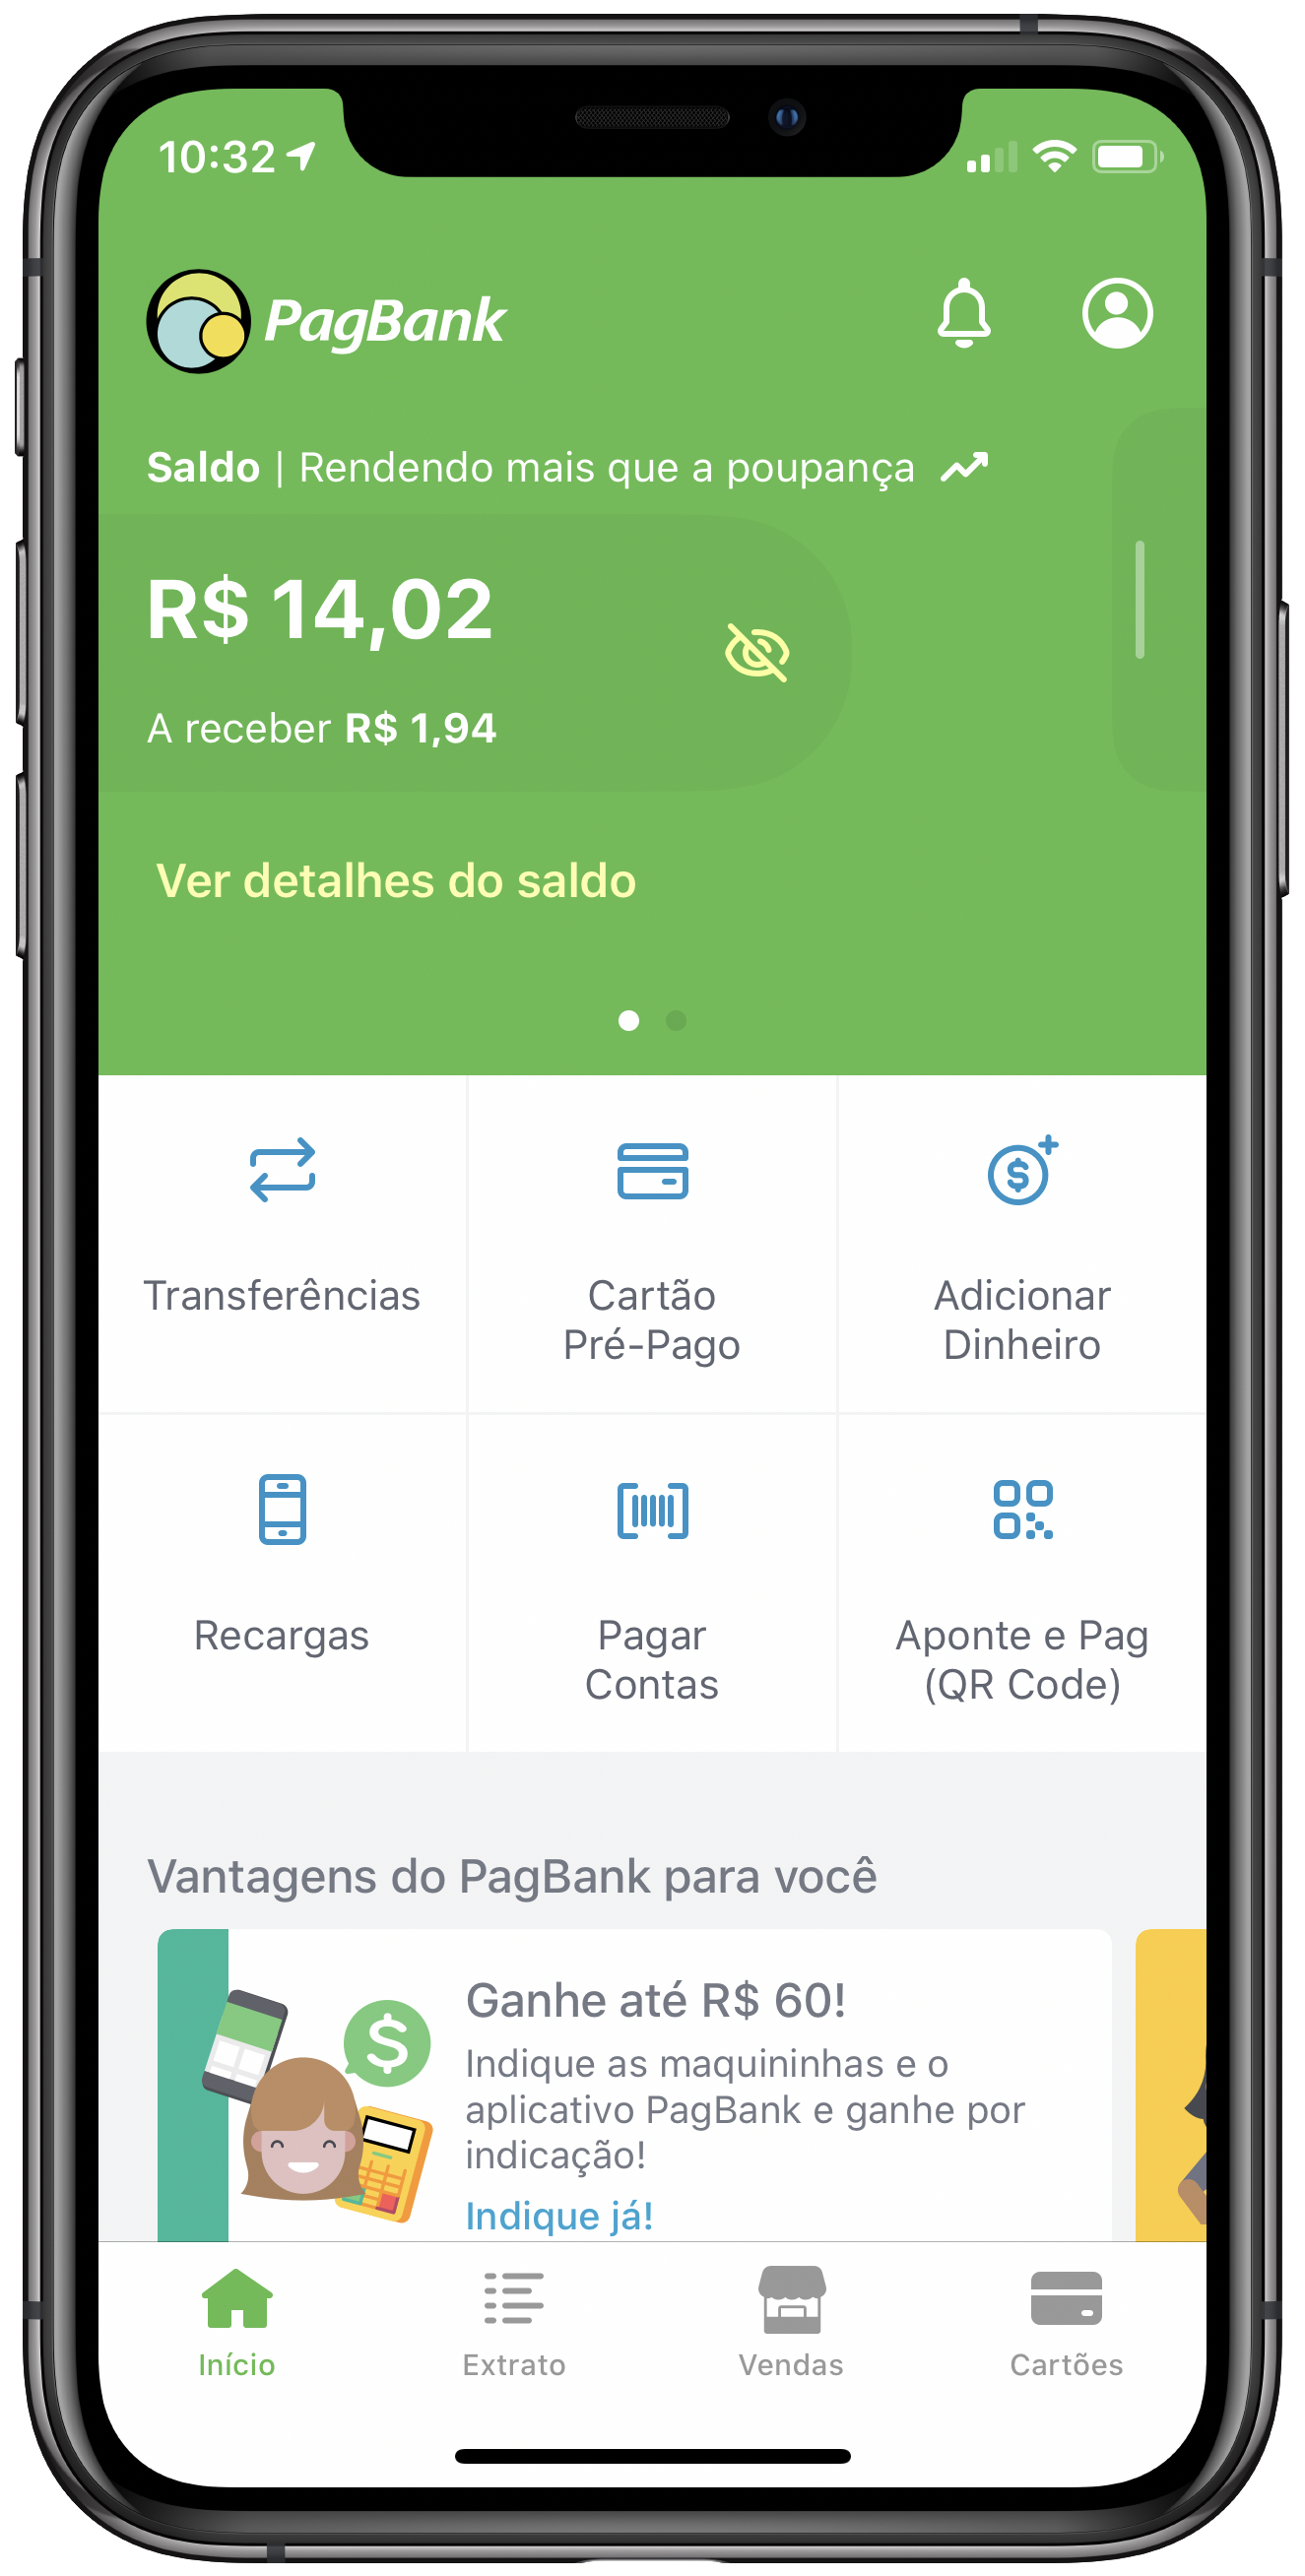 10:32
PagBank
Saldo | Rendendo mais que a poupança
R$ 14,02
A receber R$ 1,94
Ver detalhes do saldo
Transferências
Cartão
Pré-Pago
Adicionar
Dinheiro
Recargas
Pagar
Contas
Aponte e Pag
(QR Code)
Vantagens do PagBank para você
Ganhe até R$ 60!
Indique as maquininhas e o
aplicativo PagBank e ganhe por
indicação!
Indique já!
Início
Extrato
Vendas
Cartões